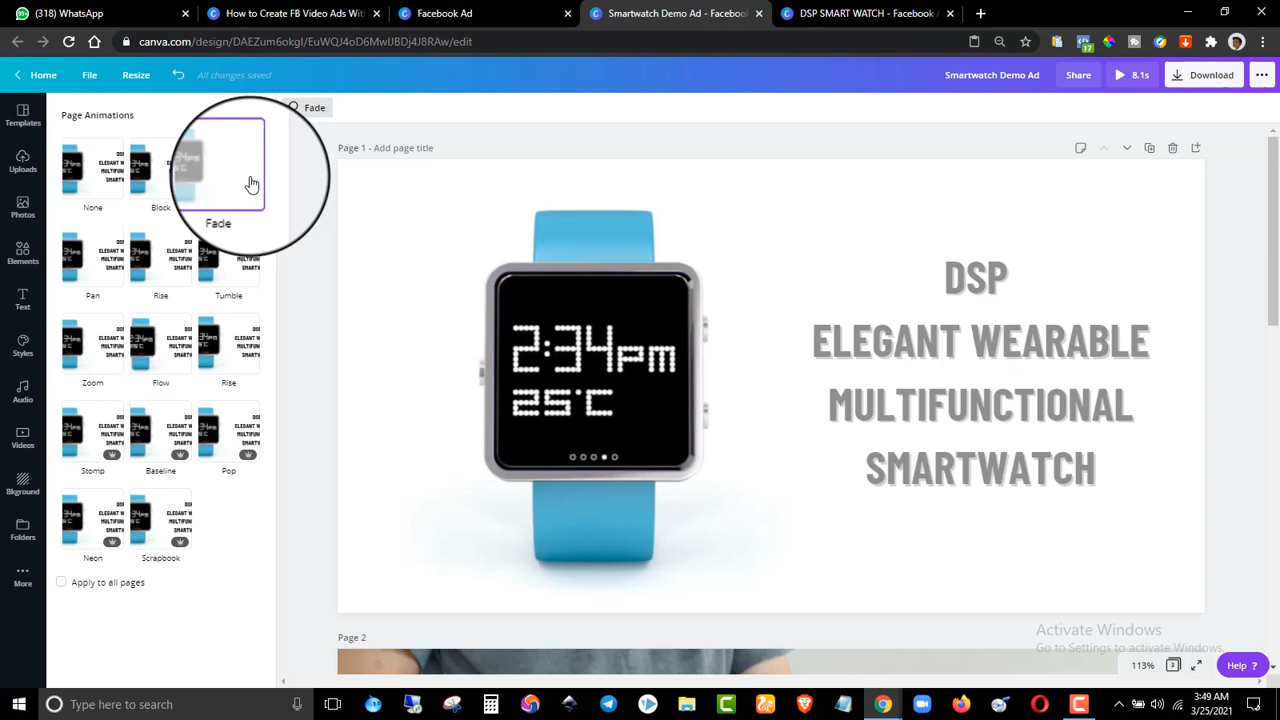 (318) WhatsApp
How to Create FB Video Ads With
Facebook Ad
Smartwatch Demo Ad - Facebook
DSP SMART WATCH - Facebook A
canva.com/design/DAEZum6okgI/EuWQJ4oD6MwIJBDj4J8RAw/edit
Home
File
Resize
All changes saved
Smartwatch Demo Ad
Share
8.1s
Download
Templates
Uploads
Photos
Elements
Text
Styles
Audio
Videos
Bkground
Folders
More
Page Animations
Fade
None
Block
Fade
Pan
Rise
Tumble
Zoom
Flow
Rise
Stomp
Baseline
Pop
Neon
Scrapbook
Apply to all pages
Page 1 - Add page title
2:34pm
25°C
DSP
ELEGANT WEARABLE
MULTIFUNCTIONAL
SMARTWATCH
Page 2
Activate Windows
Go to Settings to activate Windows.
113%
3
Help ?
Type here to search
3:49 AM
3/25/2021